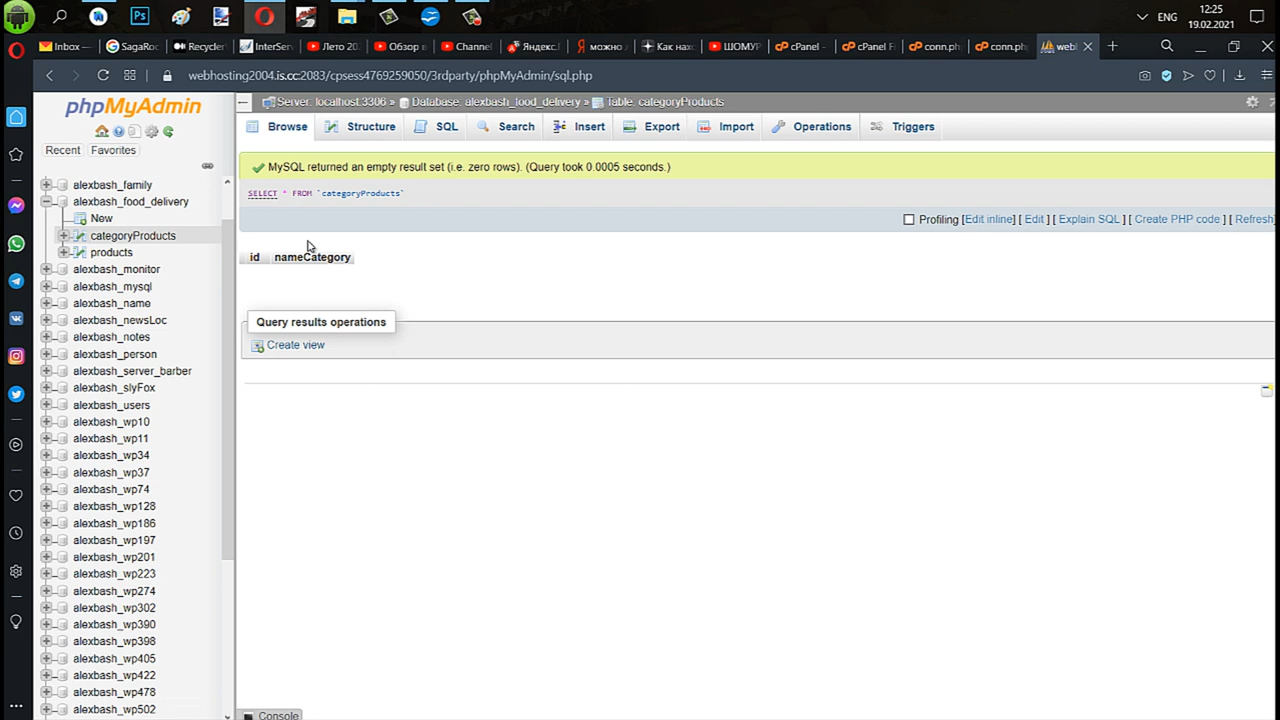 ENG
12:25
19.02.2021
Inbox —
SagaRo
Recycler
InterServ
Лето 20
Обзор в
Channel
Яндекс.
можно
Как нах
ШОМУР
cPanel -
cPanel F
conn.ph
conn.ph
webl
webhosting2004.is.cc:2083/cpsess4769259050/3rdparty/phpMyAdmin/sql.php
phpMyAdmin
Recent
Favorites
alexbash_family
alexbash_food_delivery
New
categoryProducts
products
alexbash_monitor
alexbash_mysql
alexbash_name
alexbash_newsLoc
alexbash_notes
alexbash_person
alexbash_server_barber
alexbash_slyFox
alexbash_users
alexbash_wp10
alexbash_wp11
alexbash_wp34
alexbash_wp37
alexbash_wp74
alexbash_wp128
alexbash_wp186
alexbash_wp197
alexbash_wp201
alexbash_wp223
alexbash_wp274
alexbash_wp302
alexbash_wp390
alexbash_wp398
alexbash_wp405
alexbash_wp422
alexbash_wp478
alexbash_wp502
Server: localhost:3306 » Database: alexbash_food_delivery » Table: categoryProducts
Browse Structure SQL Search Insert Export Import Operations Triggers
MySQL returned an empty result set (i.e. zero rows). (Query took 0.0005 seconds.)
SELECT * FROM `categoryProducts`
Profiling [Edit inline] [ Edit ] [ Explain SQL ] [ Create PHP code ] [ Refresh
id nameCategory
Query results operations
Create view
Console